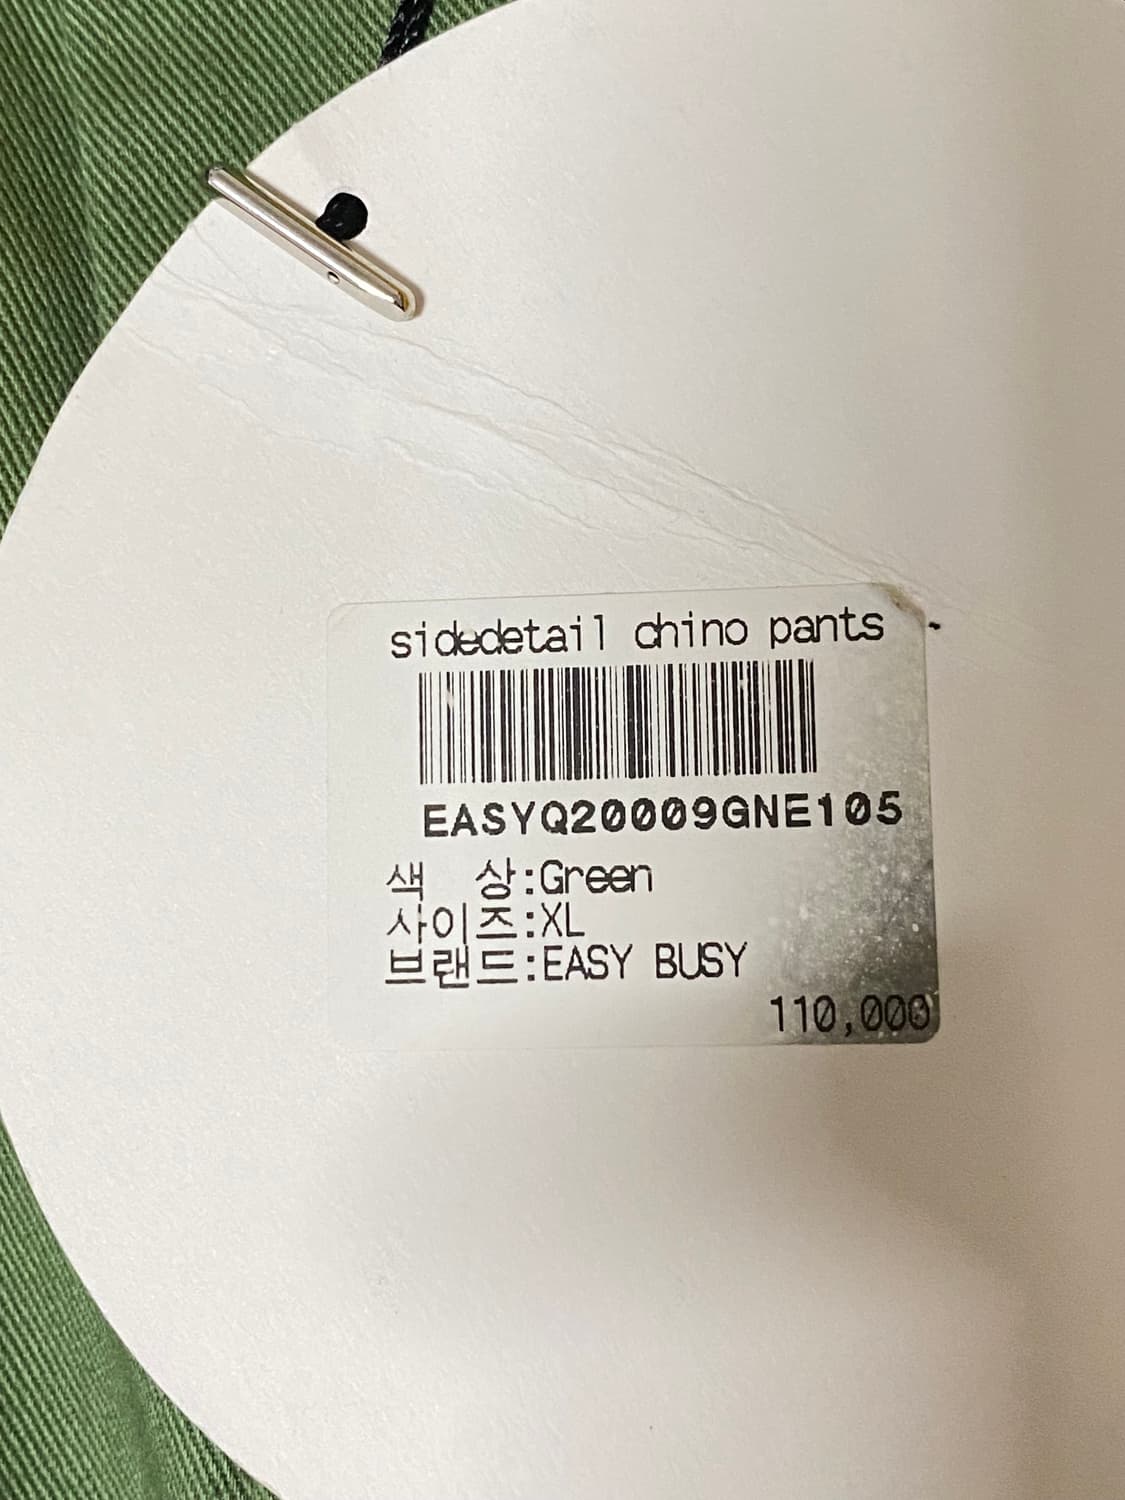 sidedetail chino pants
EASYQ20009GNE105
색 상:Green
사이즈:XL
브랜드:EASY BUSY
110,000